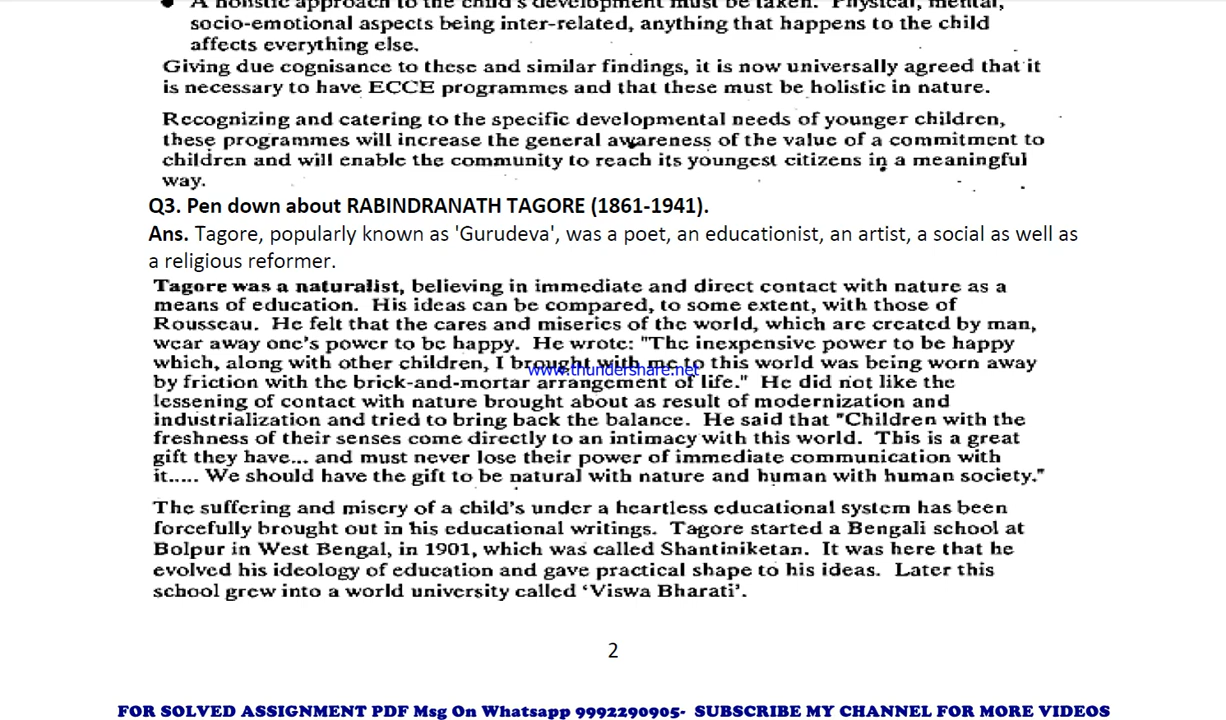 A holistic approach to the child's development must be taken. Physical, mental,
socio-emotional aspects being inter-related, anything that happens to the child
affects everything else.
Giving due cognisance to these and similar findings, it is now universally agreed that it
is necessary to have ECCE programmes and that these must be holistic in nature.
Recognizing and catering to the specific developmental needs of younger children,
these programmes will increase the general awareness of the value of a commitment to
children and will enable the community to reach its youngest citizens in a meaningful
way.
Q3. Pen down about RABINDRANATH TAGORE (1861-1941).
Ans. Tagore, popularly known as 'Gurudeva', was a poet, an educationist, an artist, a social as well as
a religious reformer.
Tagore was a naturalist, believing in immediate and direct contact with nature as a
means of education. His ideas can be compared, to some extent, with those of
Rousseau. He felt that the cares and miseries of the world, which are created by man,
wear away one's power to be happy. He wrote: "The inexpensive power to be happy
which, along with other children, I brought with me to this world was being worn away
www.thundershare.net
by friction with the brick-and-mortar arrangement of life." He did not like the
lessening of contact with nature brought about as result of modernization and
industrialization and tried to bring back the balance. He said that "Children with the
freshness of their senses come directly to an intimacy with this world. This is a great
gift they have... and must never lose their power of immediate communication with
it..... We should have the gift to be natural with nature and human with human society."
The suffering and misery of a child's under a heartless educational system has been
forcefully brought out in his educational writings. Tagore started a Bengali school at
Bolpur in West Bengal, in 1901, which was called Shantiniketan. It was here that he
evolved his ideology of education and gave practical shape to his ideas. Later this
school grew into a world university called 'Viswa Bharati'.
2
FOR SOLVED ASSIGNMENT PDF Msg On Whatsapp 9992290905- SUBSCRIBE MY CHANNEL FOR MORE VIDEOS